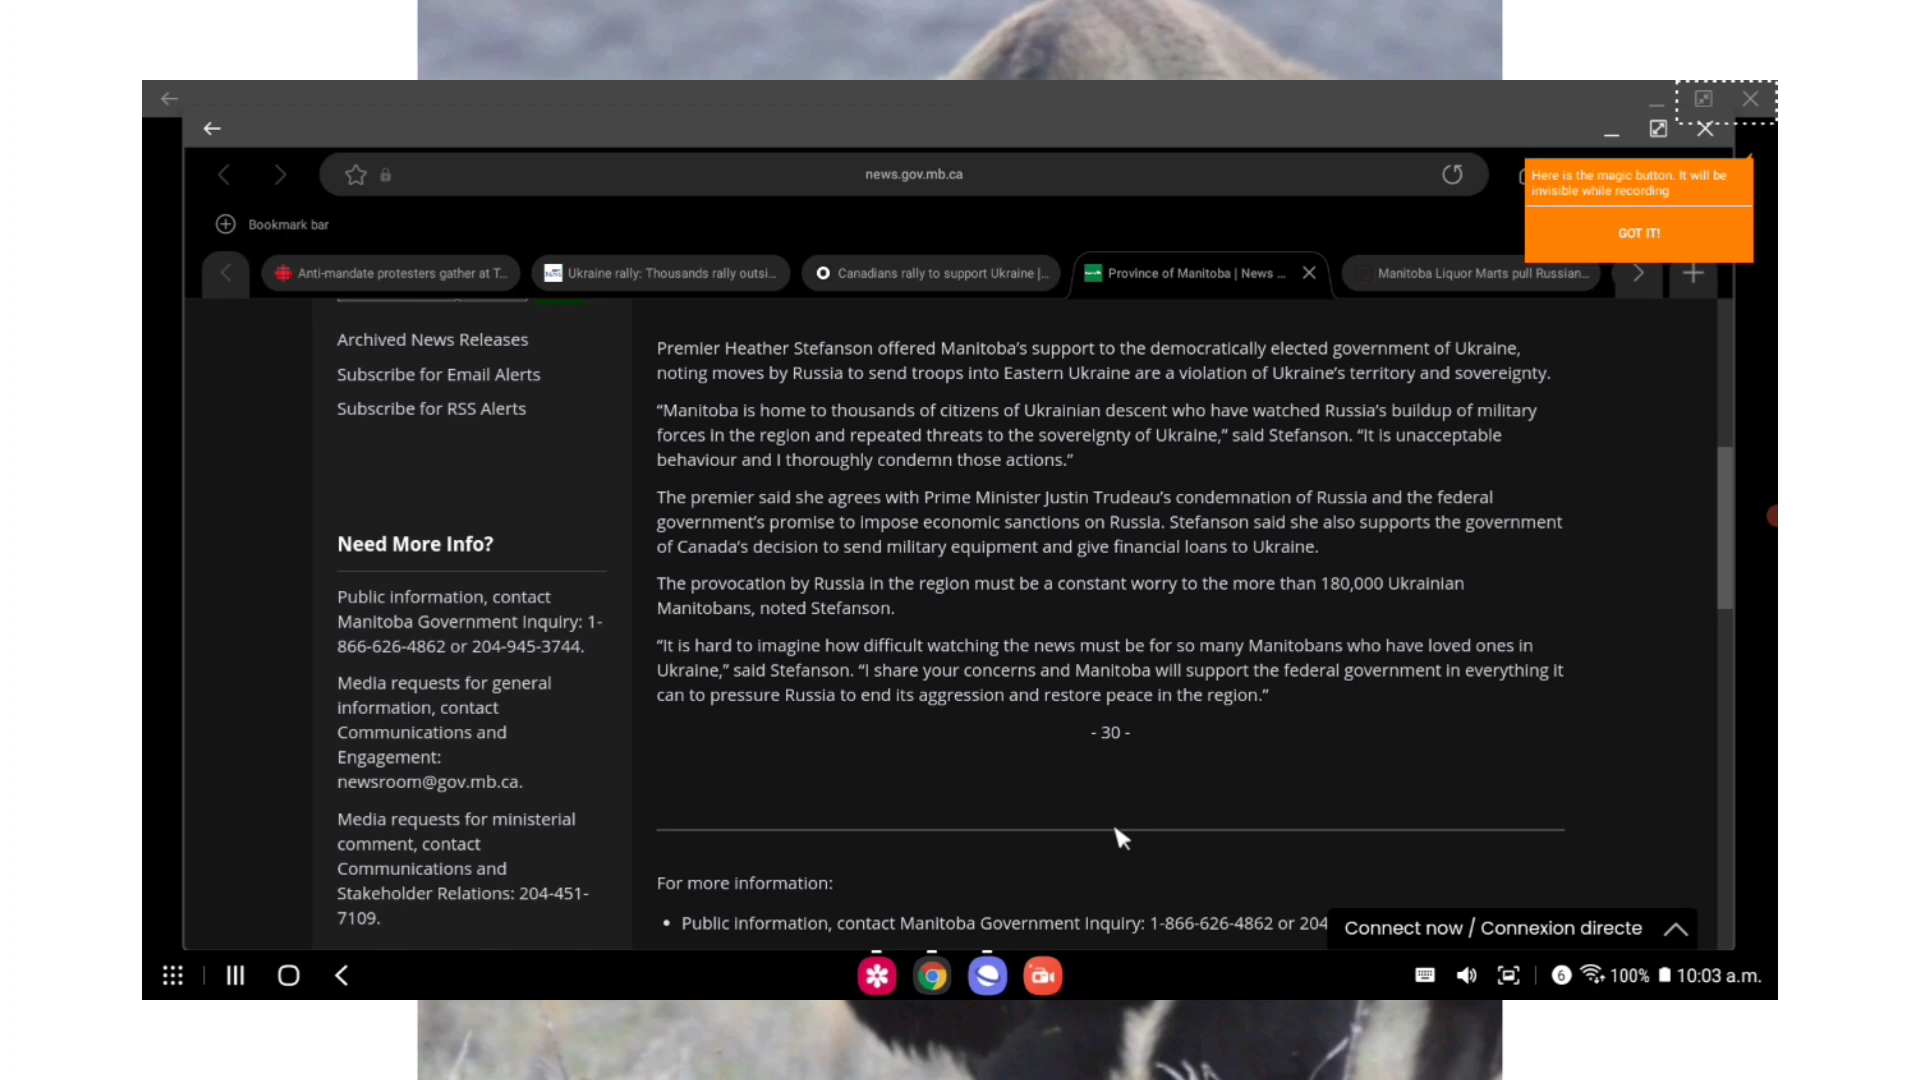 news.gov.mb.ca
Here is the magic button. It will be
invisible while recording
GOT IT!
Bookmark bar
Anti-mandate protesters gather at T...
Ukraine rally: Thousands rally outsi...
Canadians rally to support Ukraine |...
Province of Manitoba | News ...
Manitoba Liquor Marts pull Russian...
Archived News Releases
Subscribe for Email Alerts
Subscribe for RSS Alerts
Need More Info?
Public information, contact
Manitoba Government Inquiry: 1-
866-626-4862 or 204-945-3744.
Media requests for general
information, contact
Communications and
Engagement:
newsroom@gov.mb.ca.
Media requests for ministerial
comment, contact
Communications and
Stakeholder Relations: 204-451-
7109.
Premier Heather Stefanson offered Manitoba’s support to the democratically elected government of Ukraine,
noting moves by Russia to send troops into Eastern Ukraine are a violation of Ukraine’s territory and sovereignty.
“Manitoba is home to thousands of citizens of Ukrainian descent who have watched Russia’s buildup of military
forces in the region and repeated threats to the sovereignty of Ukraine,” said Stefanson. “It is unacceptable
behaviour and I thoroughly condemn those actions.”
The premier said she agrees with Prime Minister Justin Trudeau’s condemnation of Russia and the federal
government’s promise to impose economic sanctions on Russia. Stefanson said she also supports the government
of Canada’s decision to send military equipment and give financial loans to Ukraine.
The provocation by Russia in the region must be a constant worry to the more than 180,000 Ukrainian
Manitobans, noted Stefanson.
“It is hard to imagine how difficult watching the news must be for so many Manitobans who have loved ones in
Ukraine,” said Stefanson. “I share your concerns and Manitoba will support the federal government in everything it
can to pressure Russia to end its aggression and restore peace in the region.”
- 30 -
For more information:
• Public information, contact Manitoba Government Inquiry: 1-866-626-4862 or 204
Connect now / Connexion directe
6 100% 10:03 a.m.